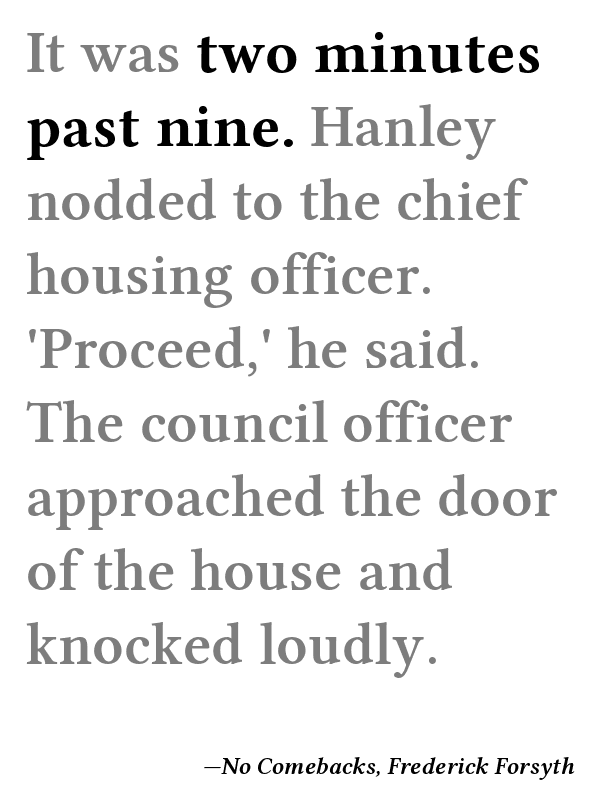 It was two minutes
past nine. Hanley
nodded to the chief
housing officer.
'Proceed,' he said.
The council officer
approached the door
of the house and
knocked loudly.
—No Comebacks, Frederick Forsyth